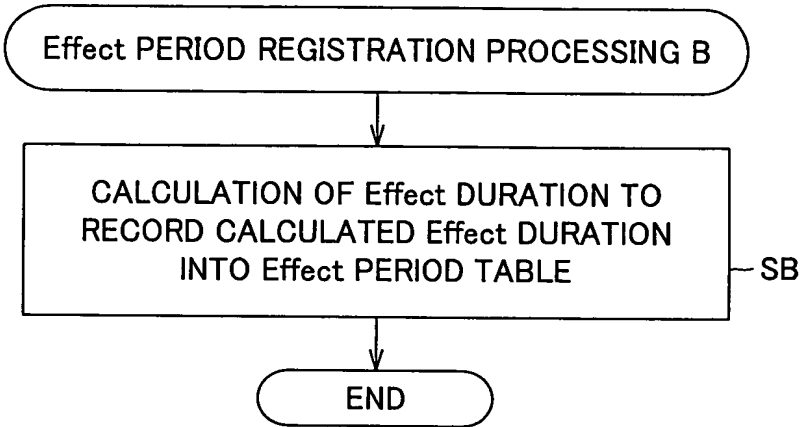 Effect PERIOD REGISTRATION PROCESSING B
CALCULATION OF Effect DURATION TO
RECORD CALCULATED Effect DURATION
INTO Effect PERIOD TABLE
SB
END